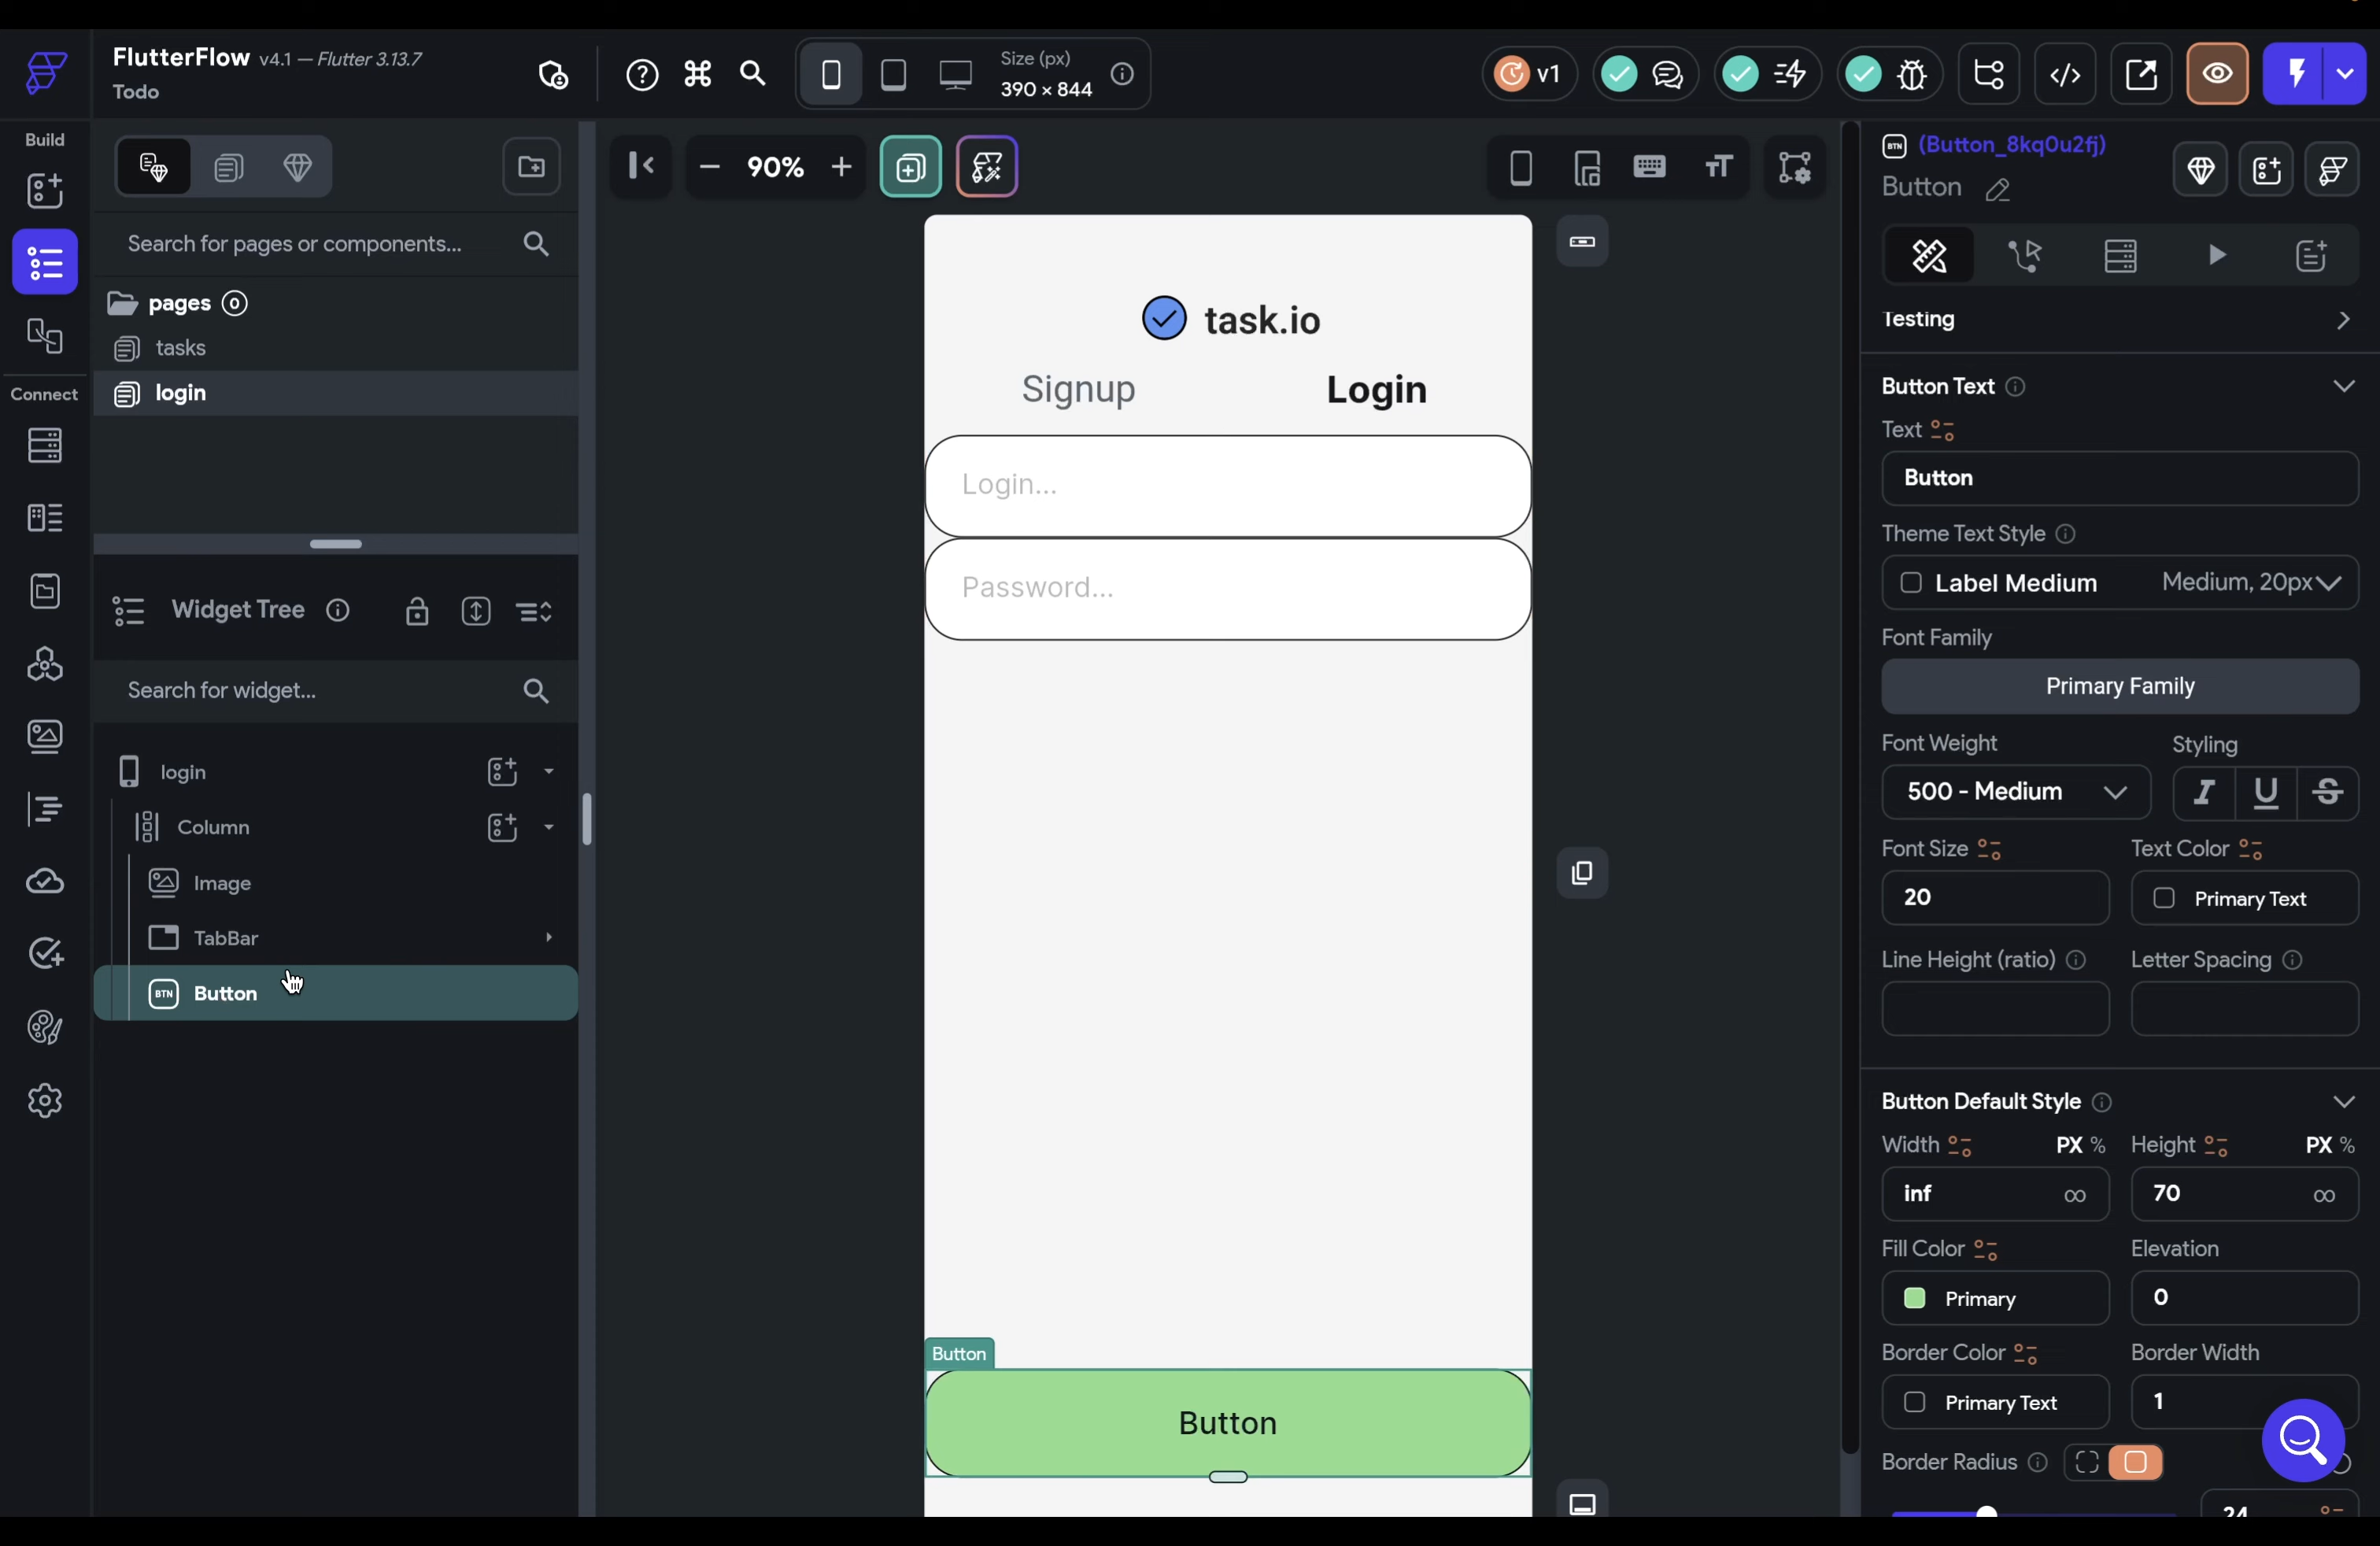 FlutterFlow v4.1 — Flutter 3.13.7
Todo
Size (px)
390 × 844
v1
Build
Connect
Search for pages or components...
pages 0
tasks
login
Widget Tree
Search for widget...
login
Column
Image
TabBar
BTN Button
90%
task.io
Signup Login
Login...
Password...
Button
Button
BTN (Button_8kq0u2fj)
Button
Testing
Button Text
Text
Button
Theme Text Style
Label Medium Medium, 20px
Font Family
Primary Family
Font Weight Styling
500 - Medium I U S
Font Size Text Color
20 Primary Text
Line Height (ratio) Letter Spacing
Button Default Style
Width PX % Height PX %
inf ∞ 70 ∞
Fill Color Elevation
Primary 0
Border Color Border Width
Primary Text 1
Border Radius
24